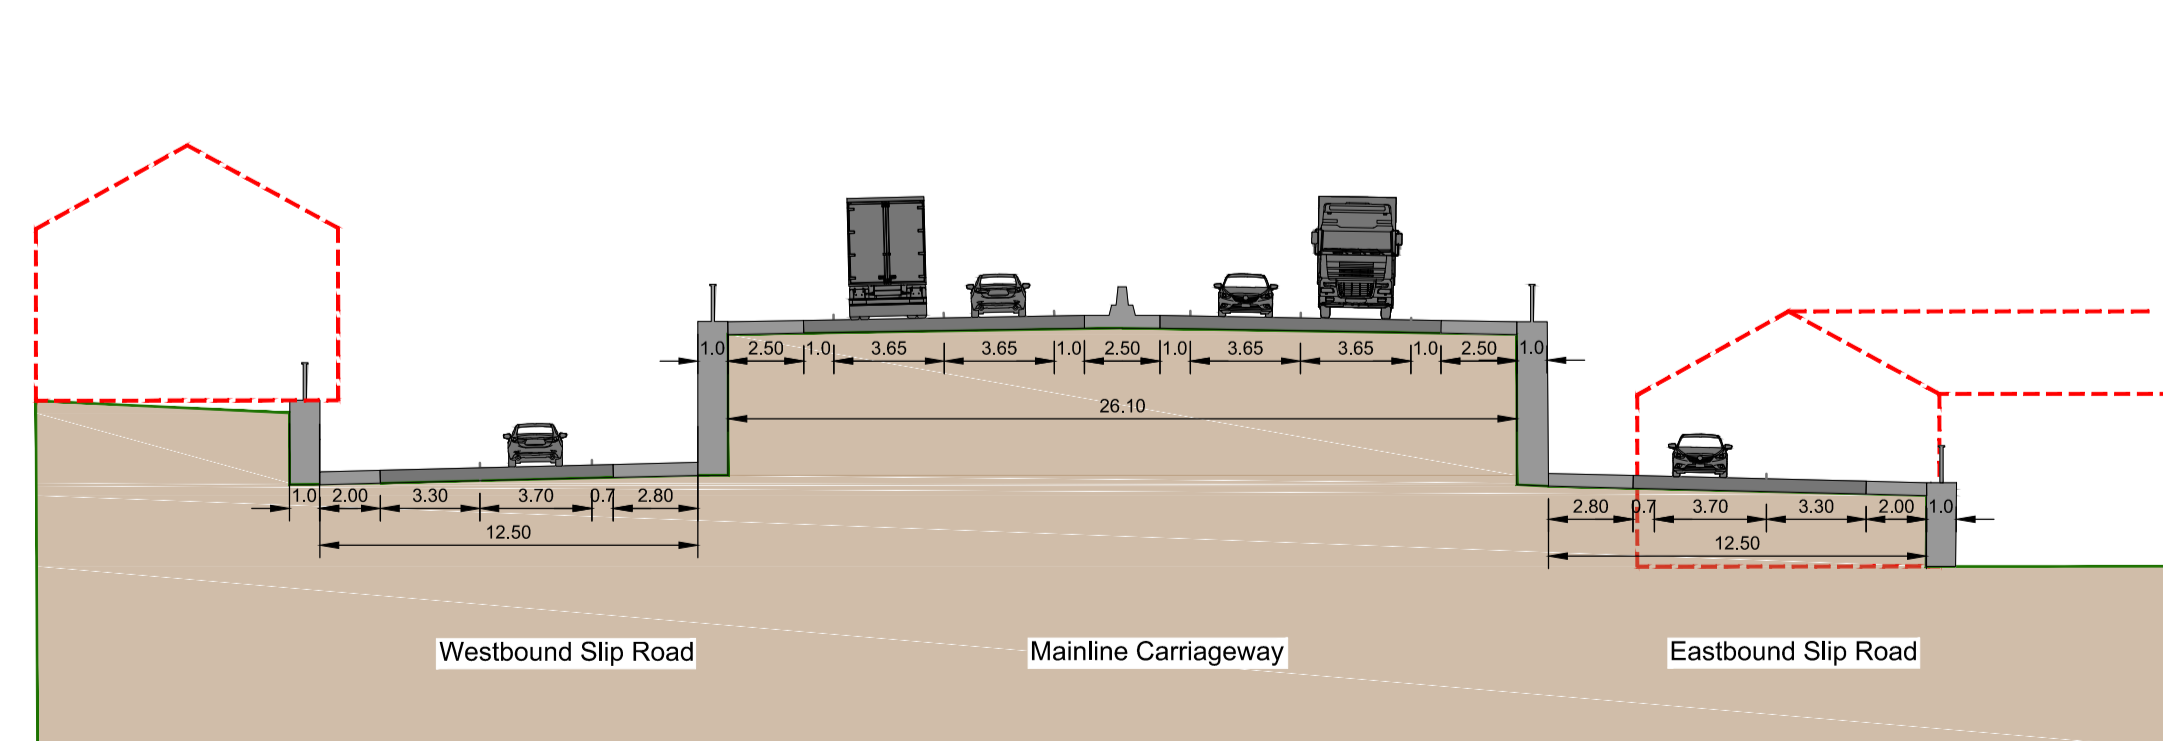 1.0 2.50 1.0 3.65 3.65 1.0 2.50 1.0 3.65 3.65 1.0 2.50 1.0
26.10
1.0 2.00 3.30 3.70 0.7 2.80
12.50
2.80 0.7 3.70 3.30 2.00 1.0
12.50
Westbound Slip Road
Mainline Carriageway
Eastbound Slip Road